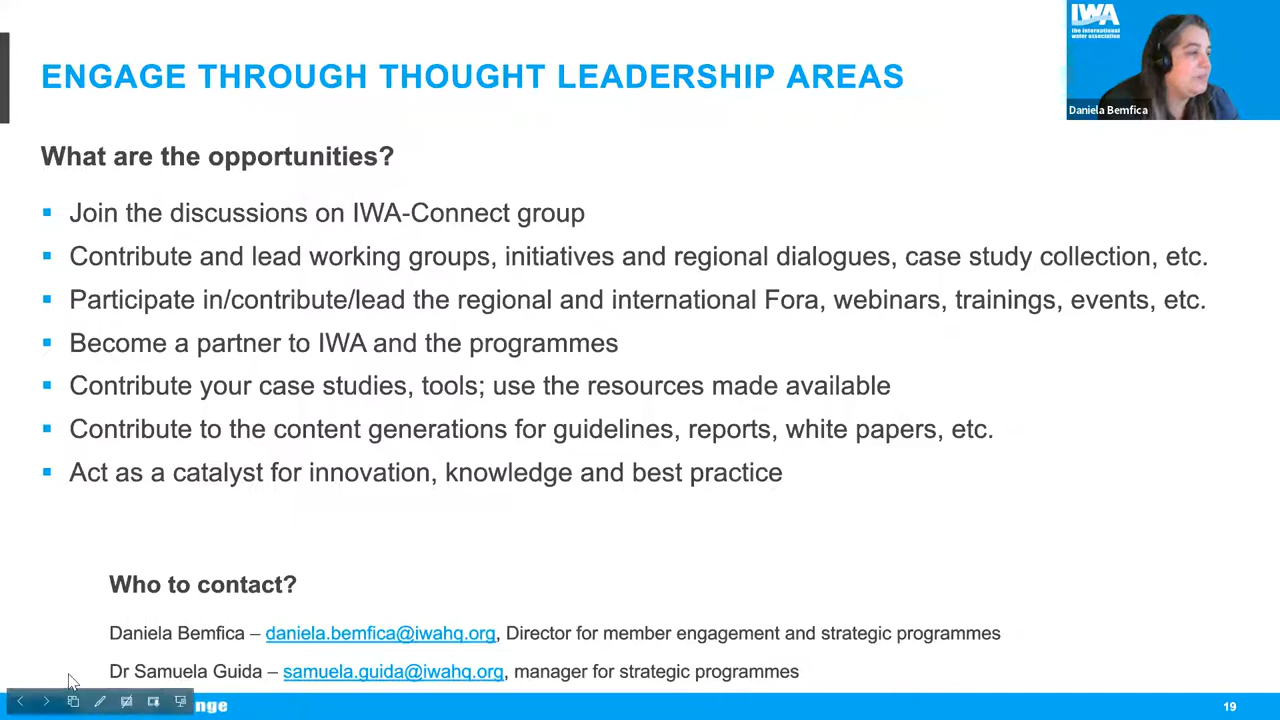 IWA
the international
water association
Daniela Bemfica
ENGAGE THROUGH THOUGHT LEADERSHIP AREAS
What are the opportunities?
Join the discussions on IWA-Connect group
Contribute and lead working groups, initiatives and regional dialogues, case study collection, etc.
Participate in/contribute/lead the regional and international Fora, webinars, trainings, events, etc.
Become a partner to IWA and the programmes
Contribute your case studies, tools; use the resources made available
Contribute to the content generations for guidelines, reports, white papers, etc.
Act as a catalyst for innovation, knowledge and best practice
Who to contact?
Daniela Bemfica – daniela.bemfica@iwahq.org, Director for member engagement and strategic programmes
Dr Samuela Guida – samuela.guida@iwahq.org, manager for strategic programmes
nge
19